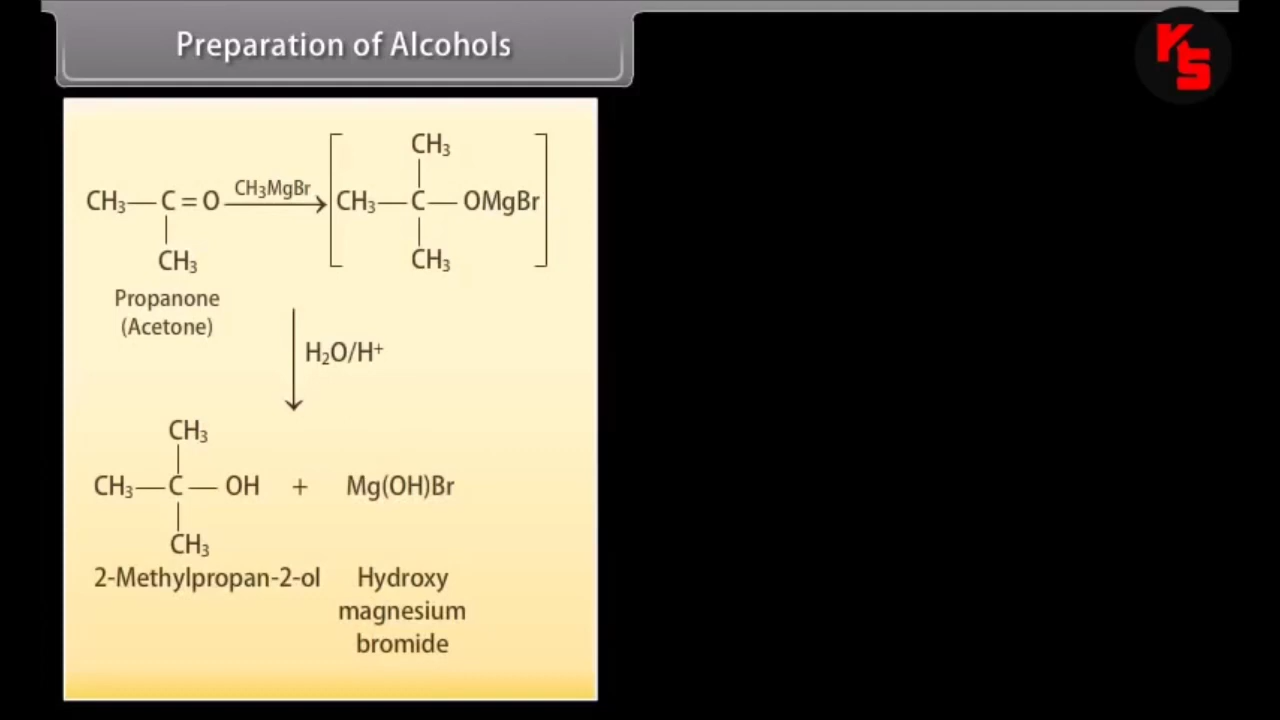 Preparation of Alcohols
KTS
CH₃
CH₃—C=O CH₃MgBr CH₃—C—OMgBr
CH₃ CH₃
Propanone
(Acetone)
H₂O/H⁺
CH₃
CH₃—C—OH + Mg(OH)Br
CH₃
2-Methylpropan-2-ol Hydroxy
magnesium
bromide